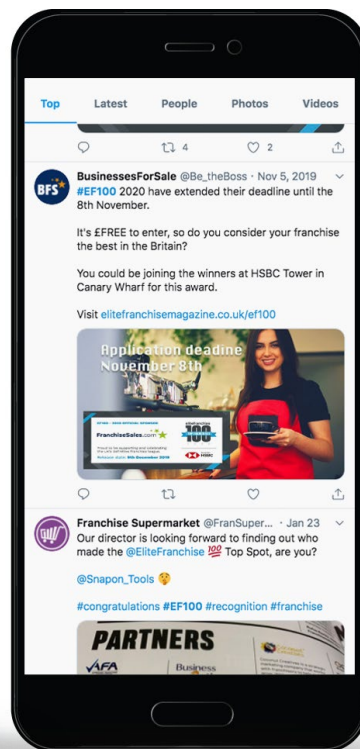 Top Latest People Photos Videos
4 2
BusinessesForSale @Be_theBoss · Nov 5, 2019
#EF100 2020 have extended their deadline until the
8th November.
It's £FREE to enter, so do you consider your franchise
the best in the Britain?
You could be joining the winners at HSBC Tower in
Canary Wharf for this award.
Visit elitefranchisemagazine.co.uk/ef100
BFS
Application deadine
November 8th
FranchiseSales.com
100
HSBC
Franchise Supermarket @FranSuper... · Jan 23
Our director is looking forward to finding out who
made the @EliteFranchise 💯 Top Spot, are you?
@Snapon_Tools 🤫
#congratulations #EF100 #recognition #franchise
PARTNERS
AFA
Business